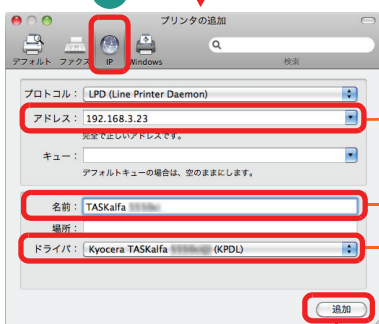 プリンタの追加
デフォルト ファクス IP Windows 検索
プロトコル： LPD (Line Printer Daemon)
アドレス： 192.168.3.23
完全で正しいアドレスです。
キュー：
デフォルトキューの場合は、空のままにします。
名前： TASKalfa
場所：
ドライバ： Kyocera TASKalfa (KPDL)
追加